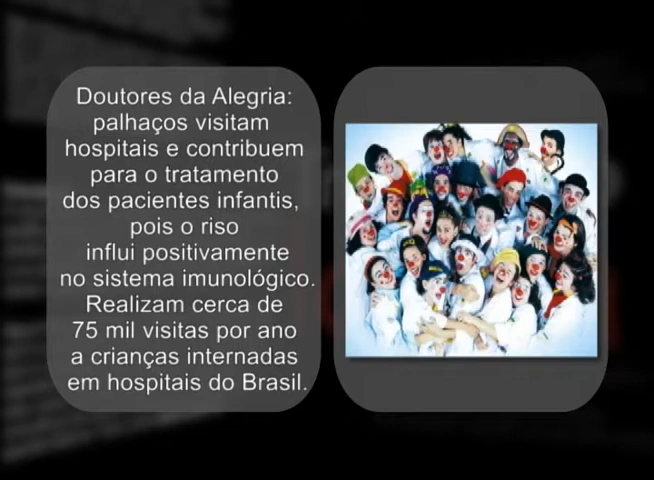 Doutores da Alegria:
palhaços visitam
hospitais e contribuem
para o tratamento
dos pacientes infantis,
pois o riso
influi positivamente
no sistema imunológico.
Realizam cerca de
75 mil visitas por ano
a crianças internadas
em hospitais do Brasil.